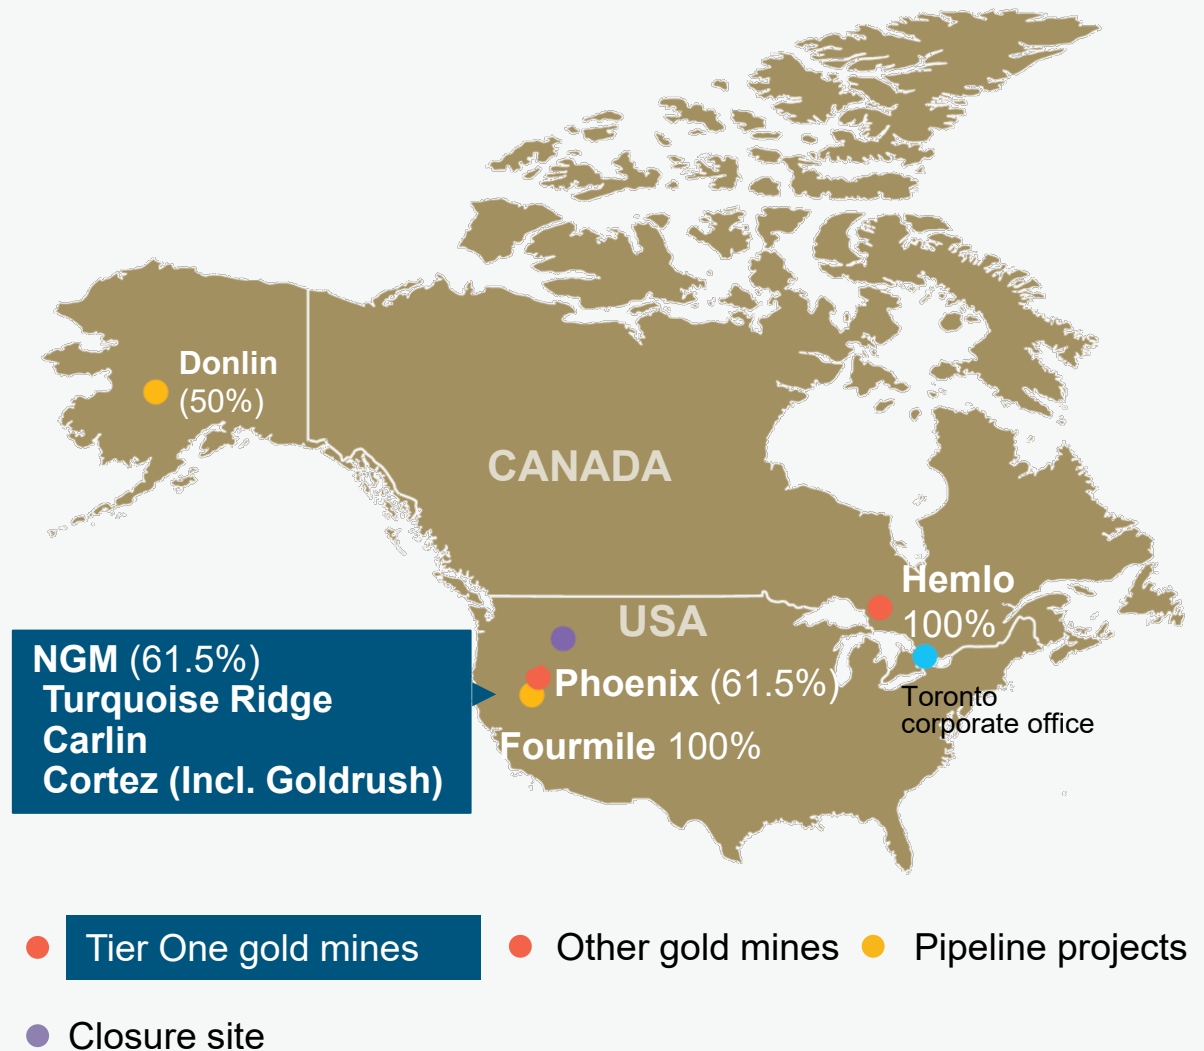 Donlin
(50%)
CANADA
Hemlo
100%
USA
NGM (61.5%)
Turquoise Ridge
Carlin
Cortez (Incl. Goldrush)
Phoenix (61.5%)
Fourmile 100%
Toronto
corporate office
Tier One gold mines
Other gold mines
Pipeline projects
Closure site